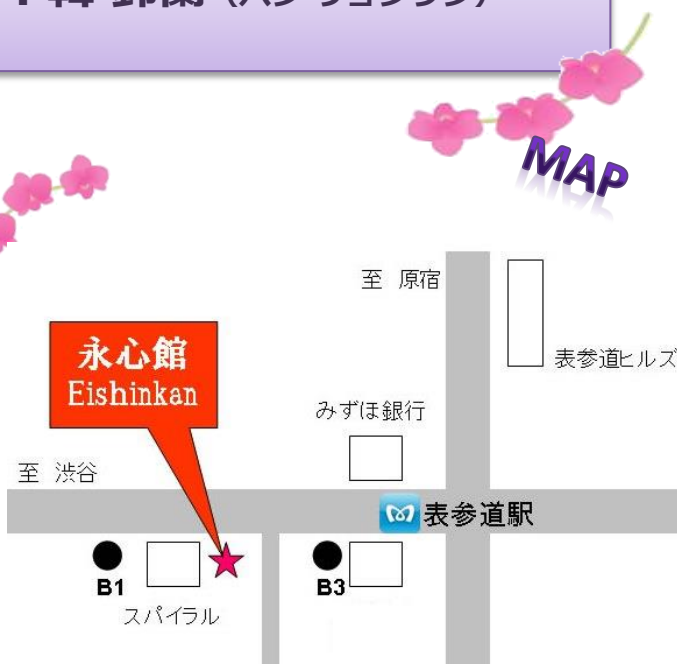 MAP
至 原宿
永心館
Eishinkan
表参道ヒルズ
みずほ銀行
至 渋谷
表参道駅
B1
B3
スパイラル